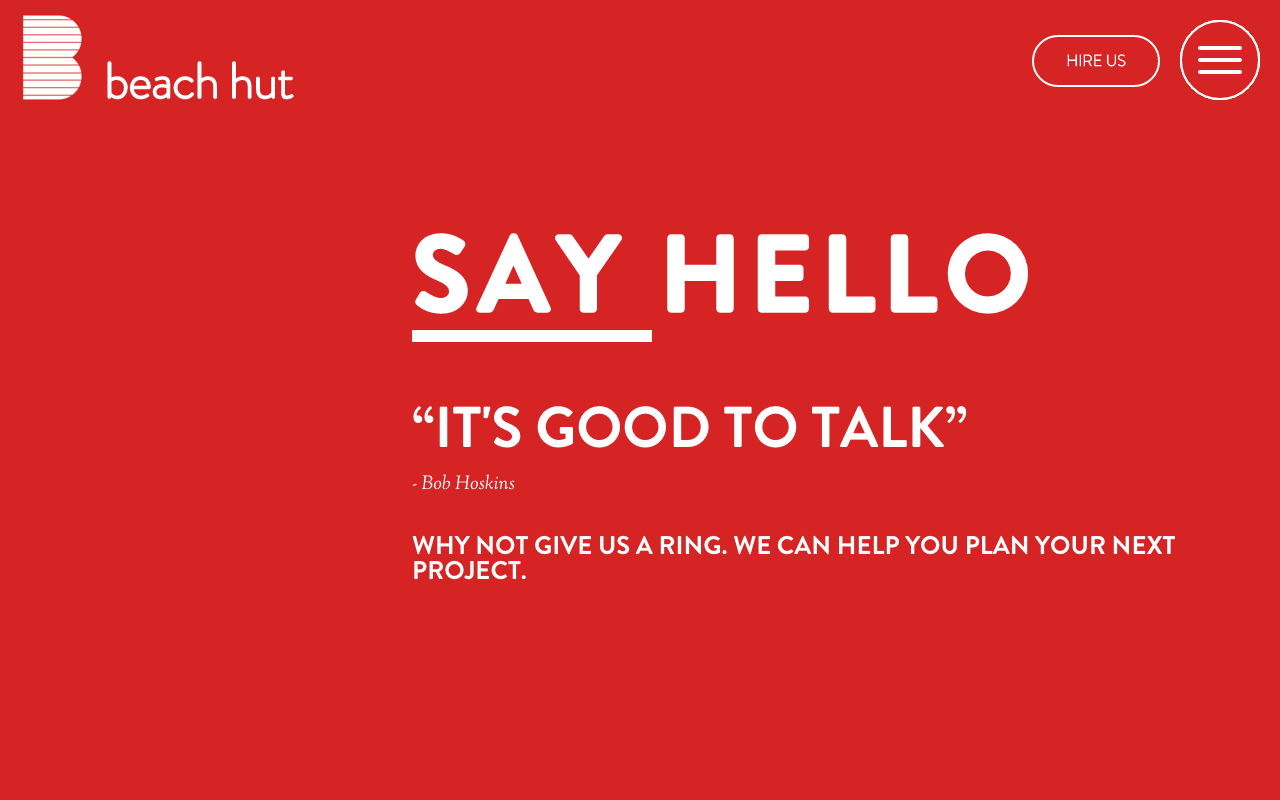 beach hut
HIRE US
SAY HELLO
“IT'S GOOD TO TALK”
- Bob Hoskins
WHY NOT GIVE US A RING. WE CAN HELP YOU PLAN YOUR NEXT
PROJECT.